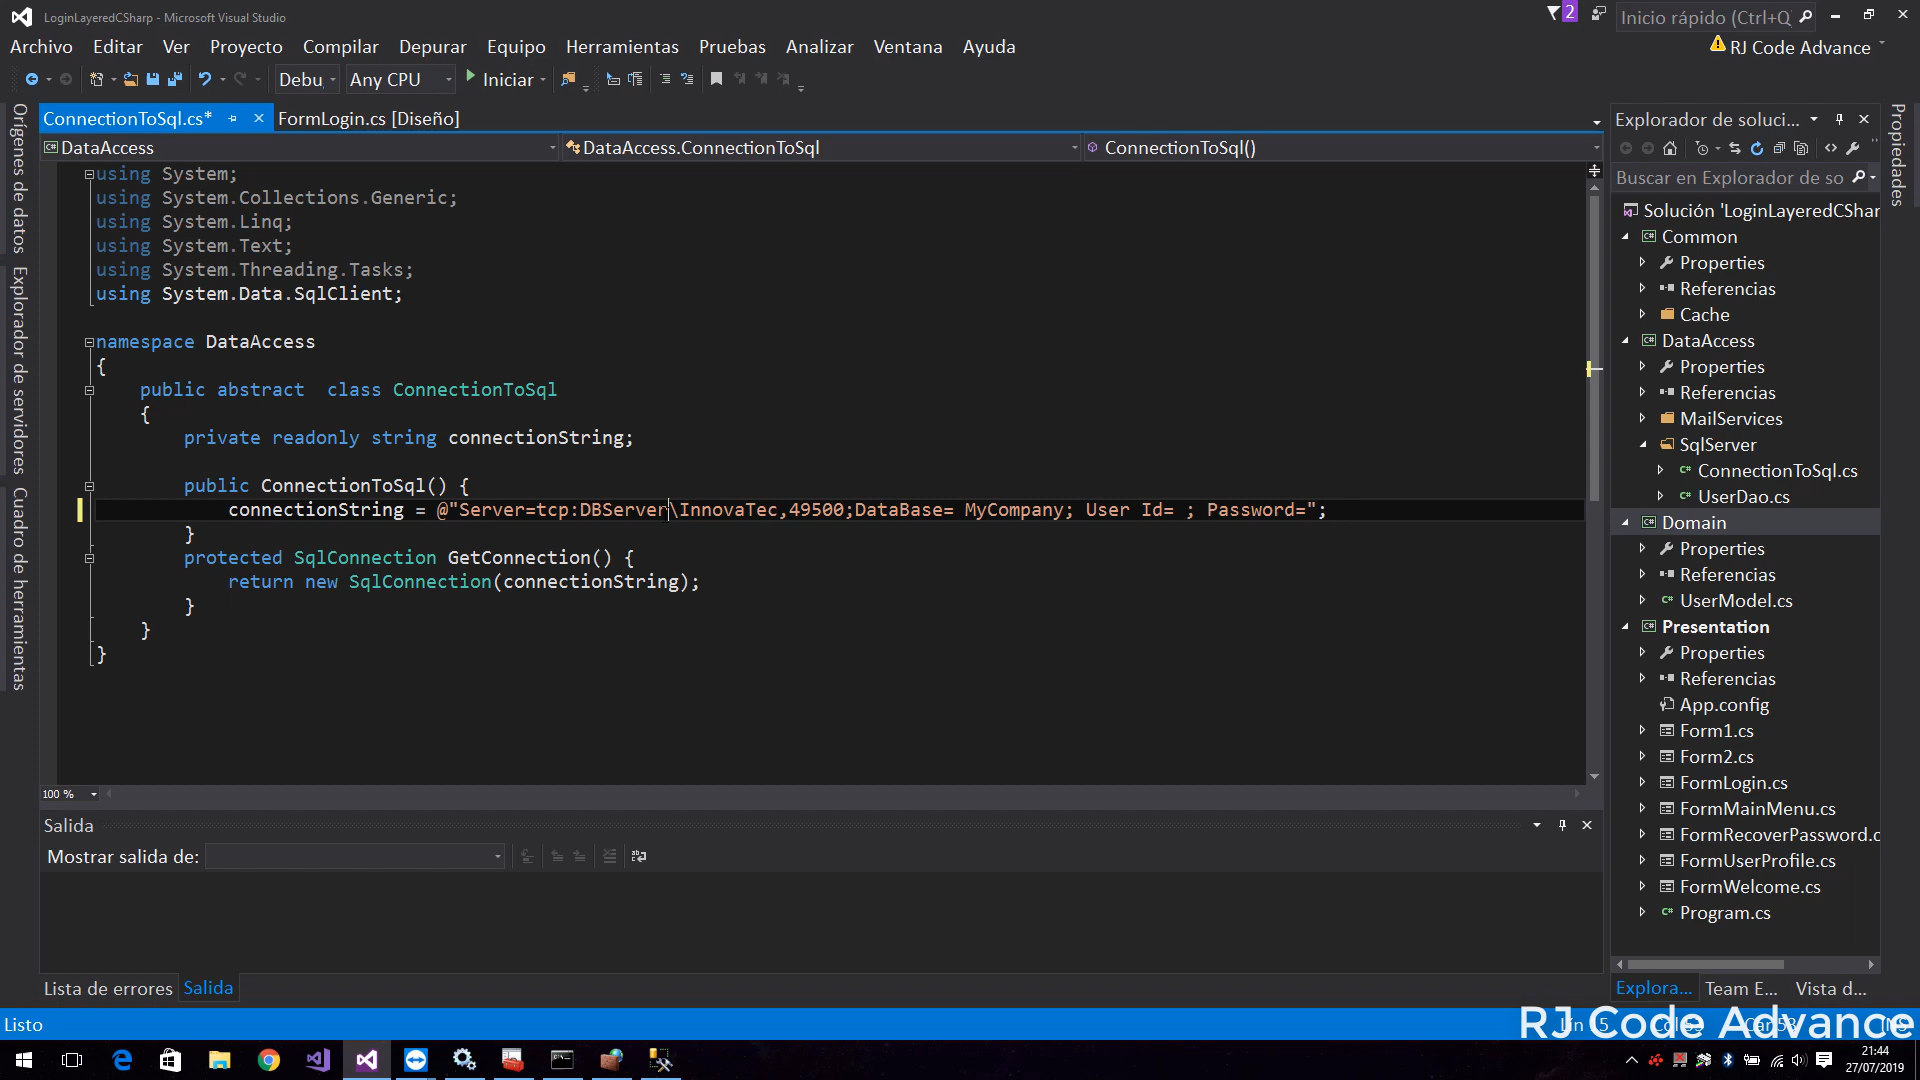 LoginLayeredCSharp - Microsoft Visual Studio
2
Inicio rápido (Ctrl+Q)
Archivo Editar Ver Proyecto Compilar Depurar Equipo Herramientas Pruebas Analizar Ventana Ayuda
RJ Code Advance
Debu Any CPU Iniciar
ConnectionToSql.cs* FormLogin.cs [Diseño]
DataAccess DataAccess.ConnectionToSql ConnectionToSql()
Orígenes de datos
Explorador de servidores
Cuadro de herramientas
using System;
using System.Collections.Generic;
using System.Linq;
using System.Text;
using System.Threading.Tasks;
using System.Data.SqlClient;
namespace DataAccess
{
public abstract class ConnectionToSql
{
private readonly string connectionString;
public ConnectionToSql() {
connectionString = @"Server=tcp:DBServer\InnovaTec,49500;DataBase= MyCompany; User Id= ; Password=";
}
protected SqlConnection GetConnection() {
return new SqlConnection(connectionString);
}
}
}
100 %
Salida
Mostrar salida de:
Lista de errores Salida
Explorador de soluci...
Buscar en Explorador de so
Solución 'LoginLayeredCShar
Common
Properties
Referencias
Cache
DataAccess
Properties
Referencias
MailServices
SqlServer
ConnectionToSql.cs
UserDao.cs
Domain
Properties
Referencias
UserModel.cs
Presentation
Properties
Referencias
App.config
Form1.cs
Form2.cs
FormLogin.cs
FormMainMenu.cs
FormRecoverPassword.c
FormUserProfile.cs
FormWelcome.cs
Program.cs
Explora... Team E... Vista d...
Propiedades
Listo
RJ Code Advance
21:44
27/07/2019